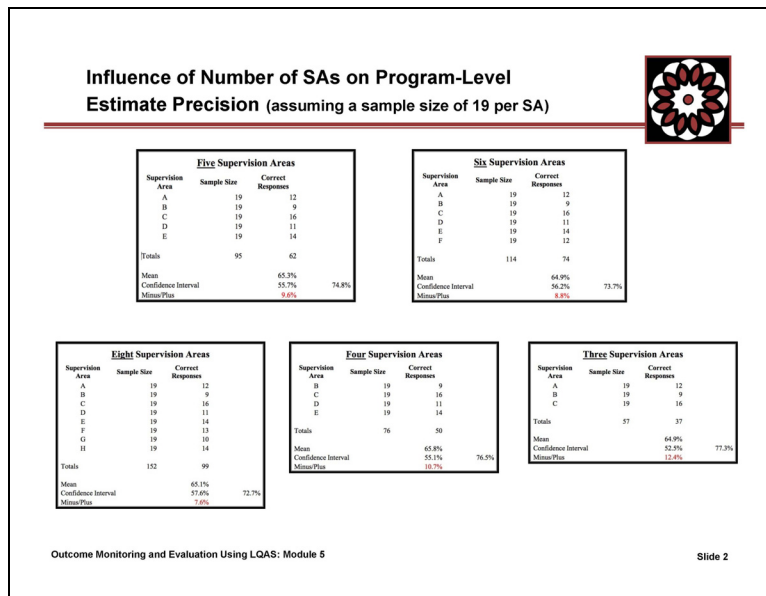 Influence of Number of SAs on Program-Level
Estimate Precision (assuming a sample size of 19 per SA)
Five Supervision Areas
Supervision Area Sample Size Correct Responses
A 19 12
B 19 9
C 19 16
D 19 11
E 19 14
Totals 95 62
Mean 65.3%
Confidence Interval 55.7% 74.8%
Minus/Plus 9.6%
Six Supervision Areas
Supervision Area Sample Size Correct Responses
A 19 12
B 19 9
C 19 16
D 19 11
E 19 14
F 19 12
Totals 114 74
Mean 64.9%
Confidence Interval 56.2% 73.7%
Minus/Plus 8.8%
Eight Supervision Areas
Supervision Area Sample Size Correct Responses
A 19 12
B 19 9
C 19 16
D 19 11
E 19 14
F 19 13
G 19 10
H 19 14
Totals 152 99
Mean 65.1%
Confidence Interval 57.6% 72.7%
Minus/Plus 7.6%
Four Supervision Areas
Supervision Area Sample Size Correct Responses
B 19 9
C 19 16
D 19 11
E 19 14
Totals 76 50
Mean 65.8%
Confidence Interval 55.1% 76.5%
Minus/Plus 10.7%
Three Supervision Areas
Supervision Area Sample Size Correct Responses
A 19 12
B 19 9
C 19 16
Totals 57 37
Mean 64.9%
Confidence Interval 52.5% 77.3%
Minus/Plus 12.4%
Outcome Monitoring and Evaluation Using LQAS: Module 5
Slide 2